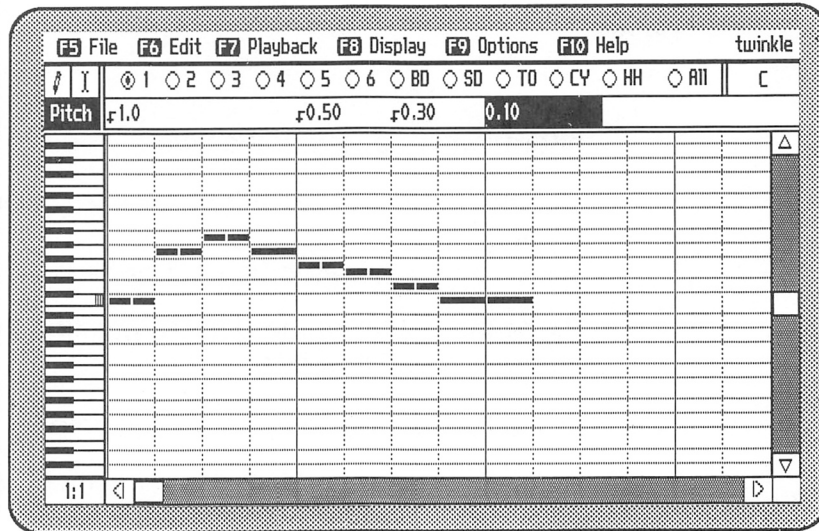 F5 File F6 Edit F7 Playback F8 Display F9 Options F10 Help twinkle
1 2 3 4 5 6 BD SD TO CY HH All C
Pitch 1.0 0.50 0.30 0.10
1:1